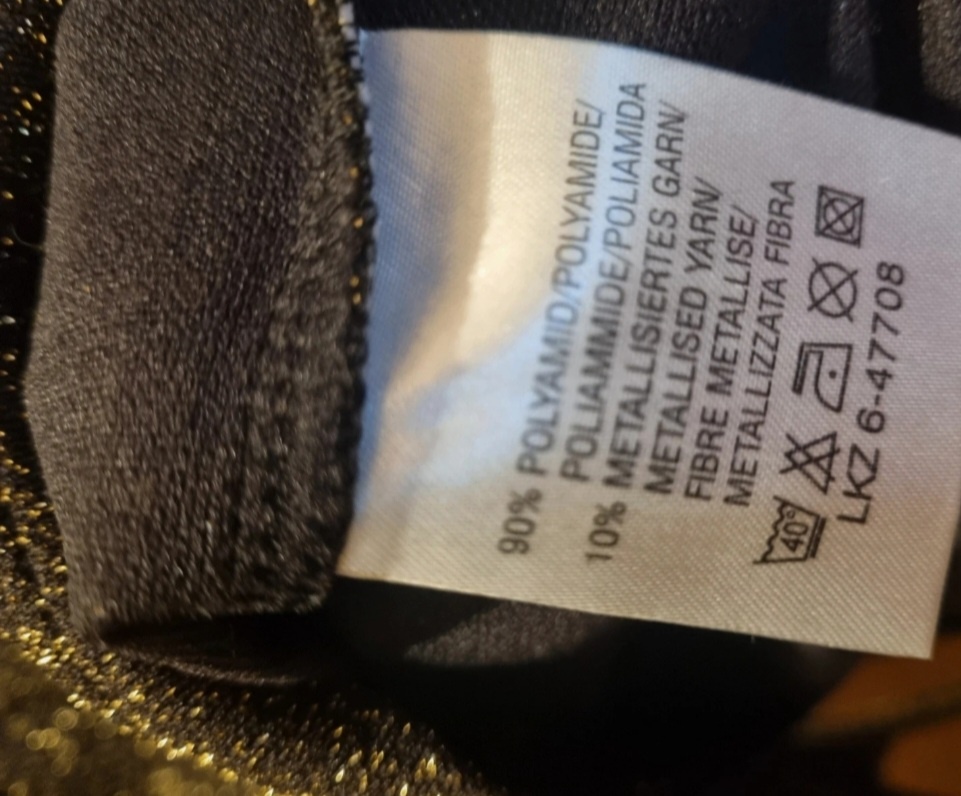 90% POLYAMID/POLYAMIDE/
POLIAMMIDE/POLIAMIDA
10% METALLISIERTES GARN/
METALLISED YARN/
FIBRE METALLISE/
METALLIZZATA FIBRA
40°
LKZ 6-47708